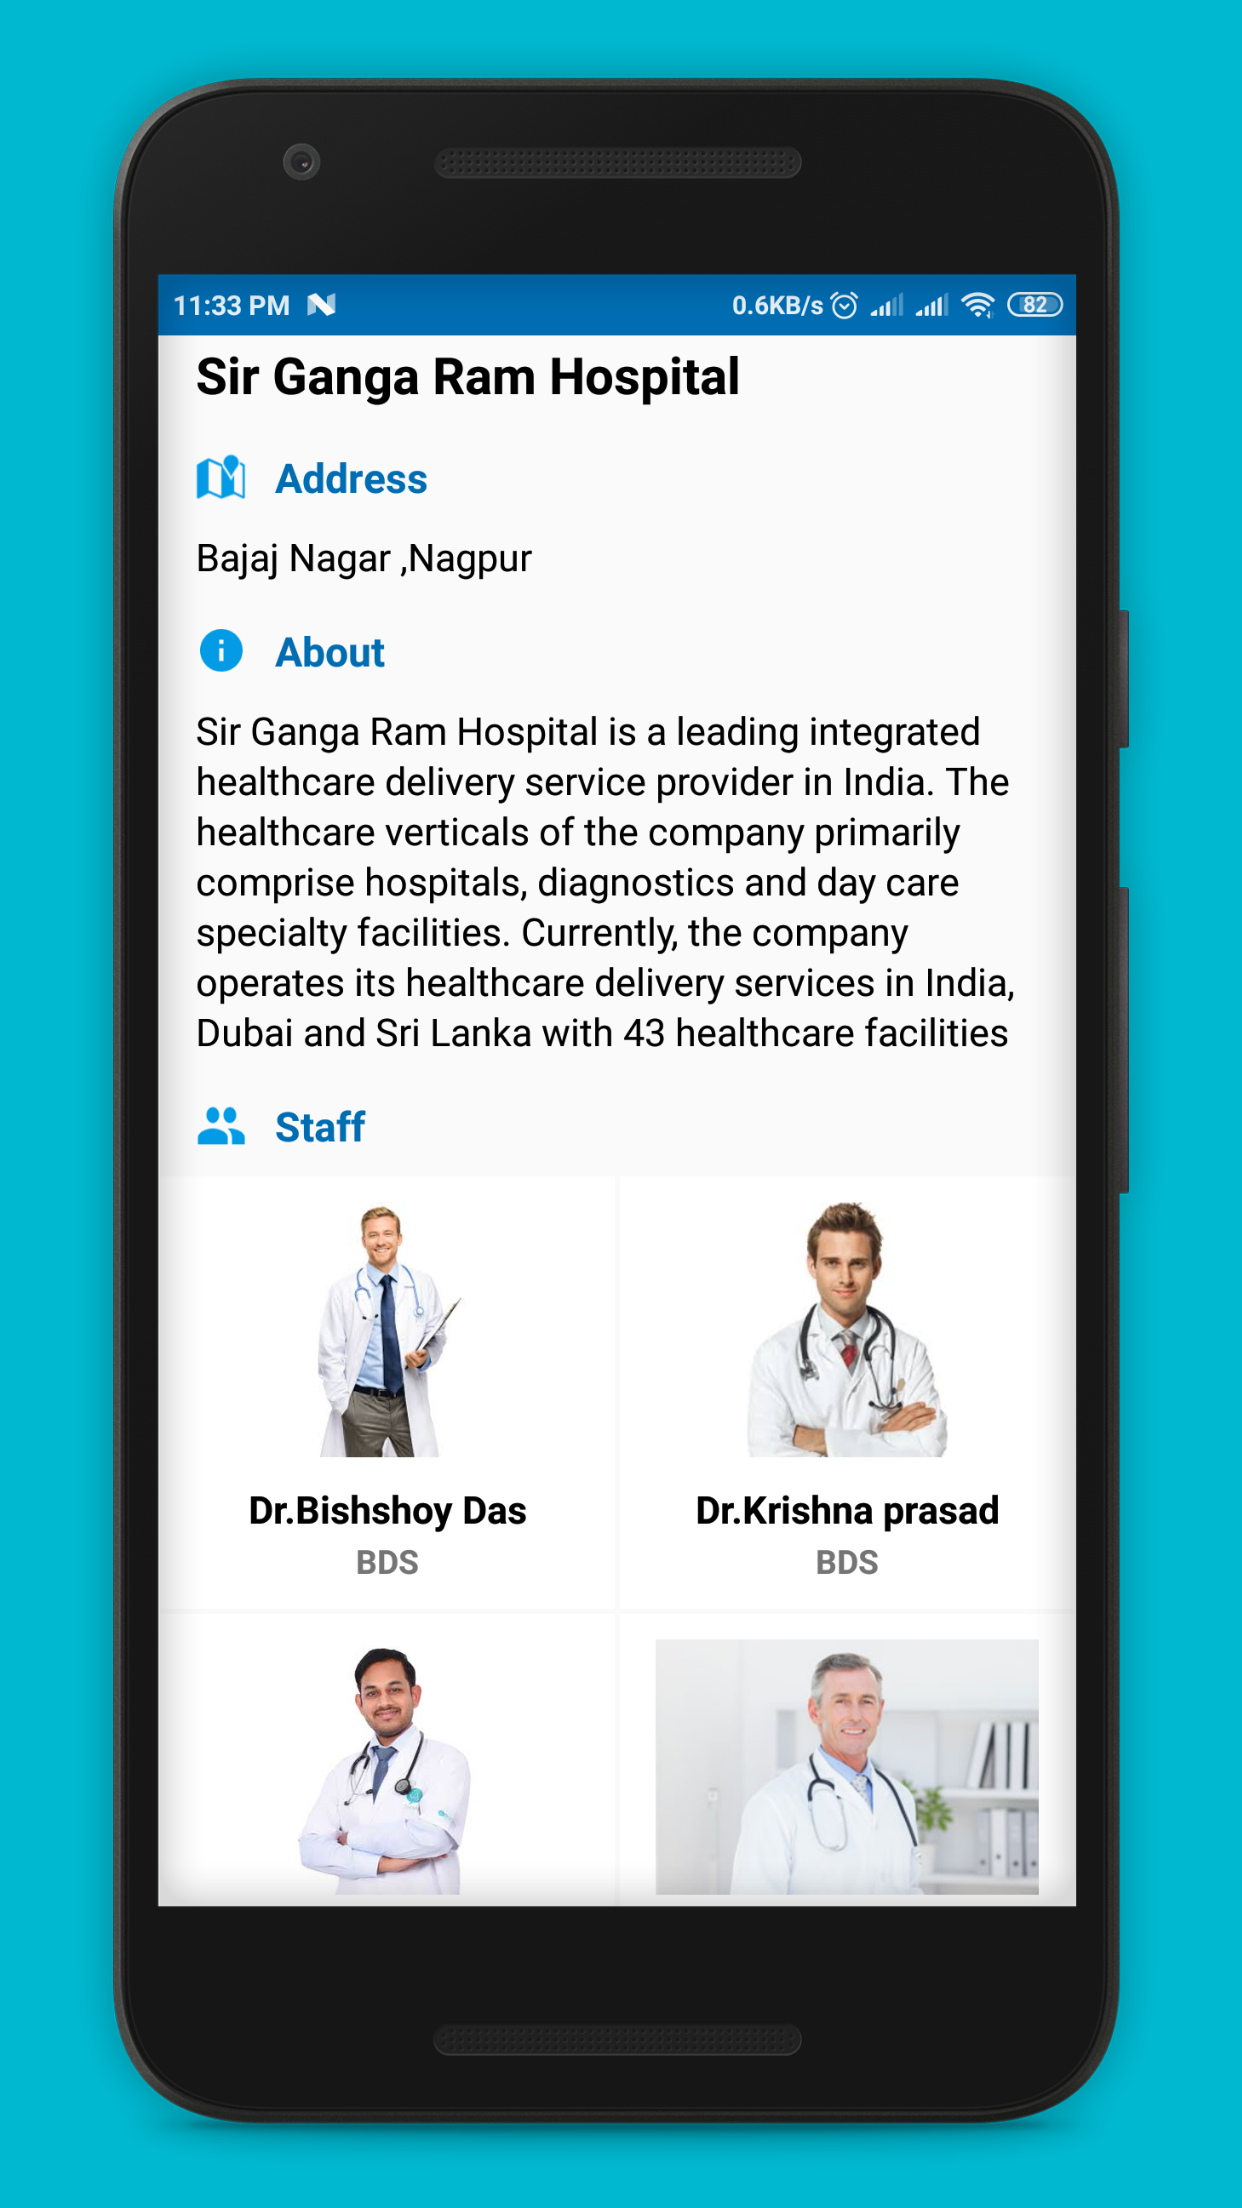 11:33 PM N 0.6KB/s 82
Sir Ganga Ram Hospital
Address
Bajaj Nagar ,Nagpur
About
Sir Ganga Ram Hospital is a leading integrated
healthcare delivery service provider in India. The
healthcare verticals of the company primarily
comprise hospitals, diagnostics and day care
specialty facilities. Currently, the company
operates its healthcare delivery services in India,
Dubai and Sri Lanka with 43 healthcare facilities
Staff
Dr.Bishshoy Das Dr.Krishna prasad
BDS BDS